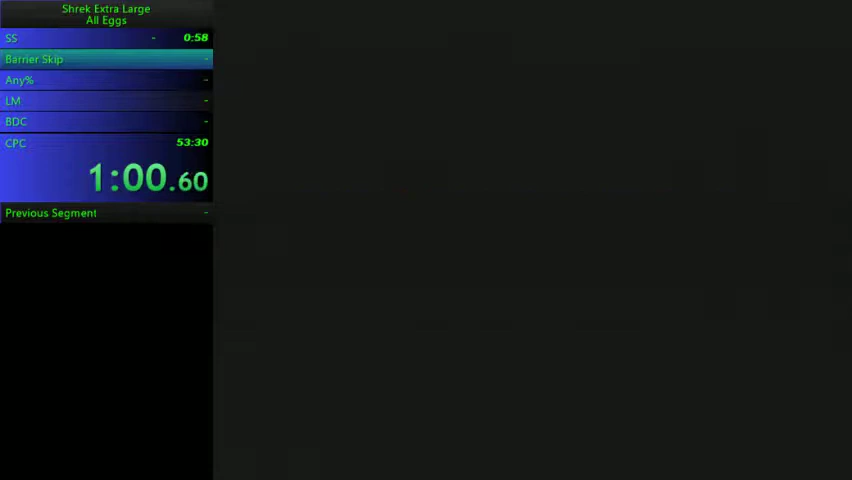 Shrek Extra Large
All Eggs
SS - 0:58
Barrier Skip -
Any% -
LM -
BDC -
CPC 53:30
1:00.60
Previous Segment -